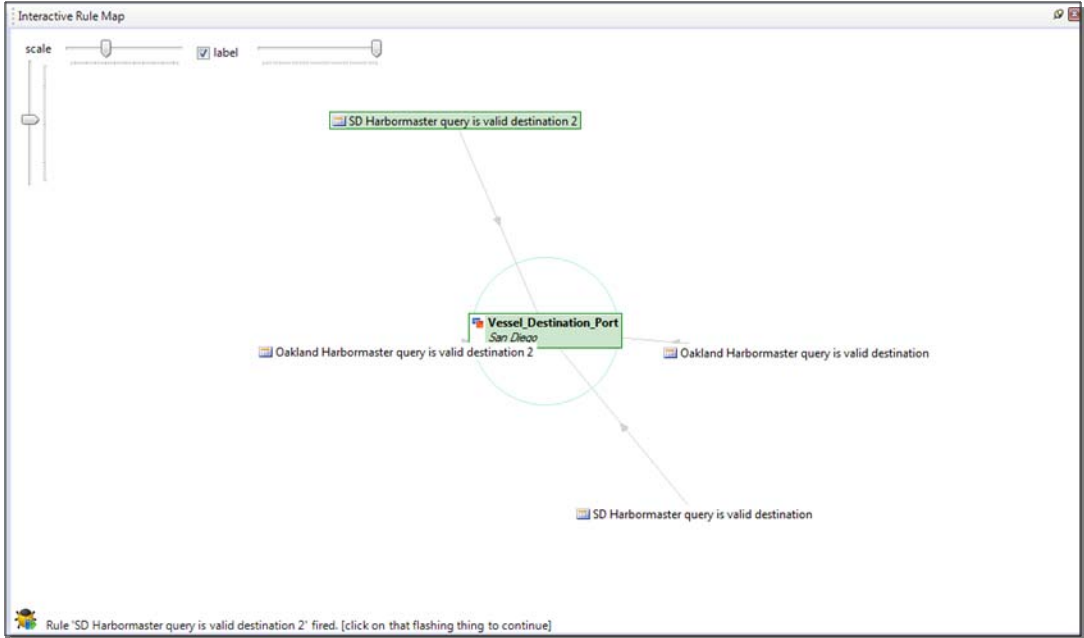 Interactive Rule Map
scale
label
SD Harbormaster query is valid destination 2
Vessel_Destination_Port
San Diego
Oakland Harbormaster query is valid destination 2
Oakland Harbormaster query is valid destination
SD Harbormaster query is valid destination
Rule 'SD Harbormaster query is valid destination 2' fired. [click on that flashing thing to continue]